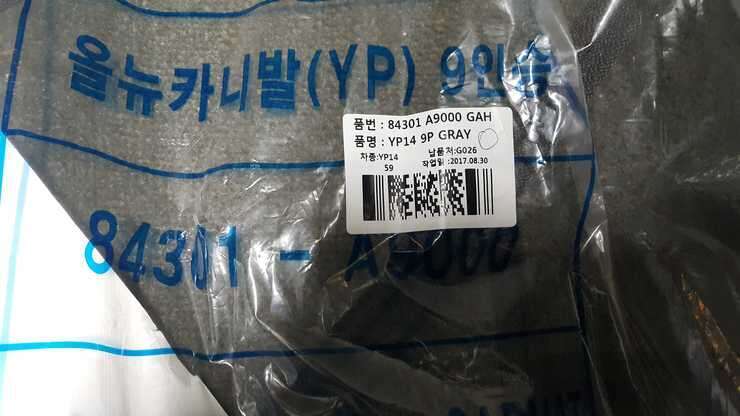 올뉴카니발(YP) 9인승
품번 : 84301 A9000 GAH
품명 : YP14 9P GRAY
차종:YP14 납품처:G026
59 작업일 :2017.08.30
84301 - A9000